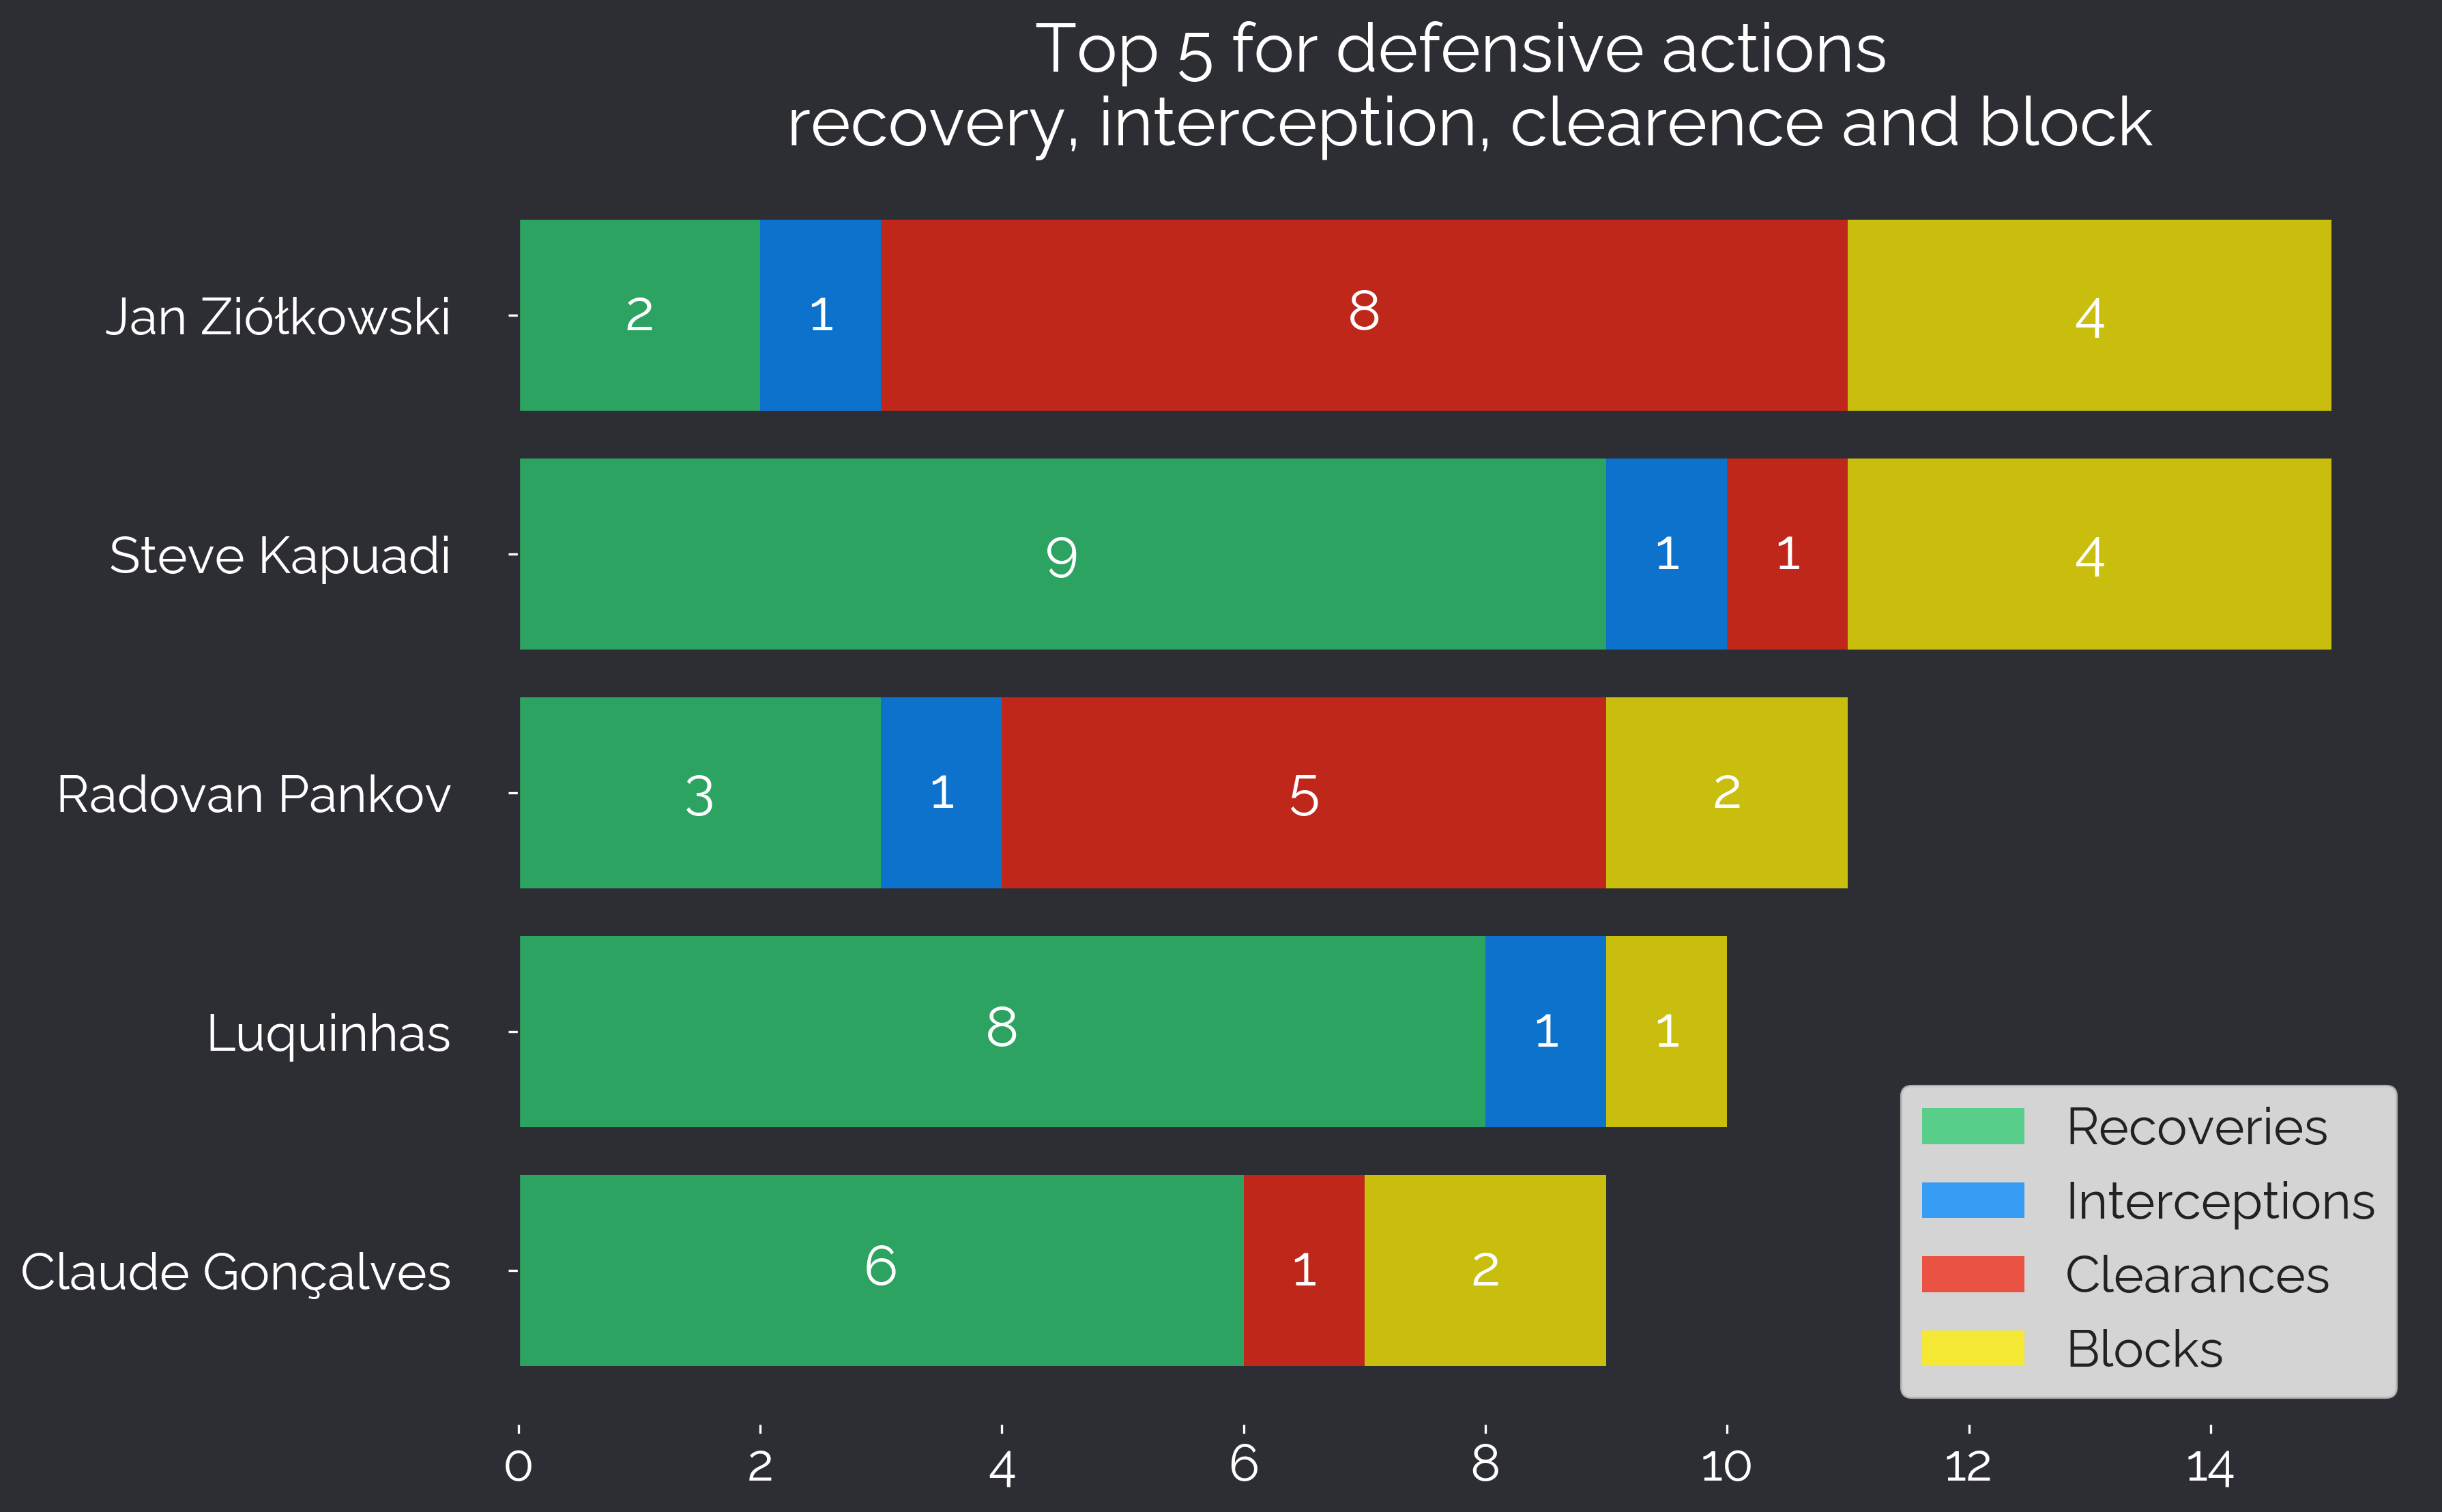 Top 5 for defensive actions
recovery, interception, clearence and block
Jan Ziółkowski 2 1 8 4
Steve Kapuadi 9 1 1 4
Radovan Pankov 3 1 5 2
Luquinhas 8 1 1
Claude Gonçalves 6 1 2
Recoveries
Interceptions
Clearances
Blocks
0 2 4 6 8 10 12 14